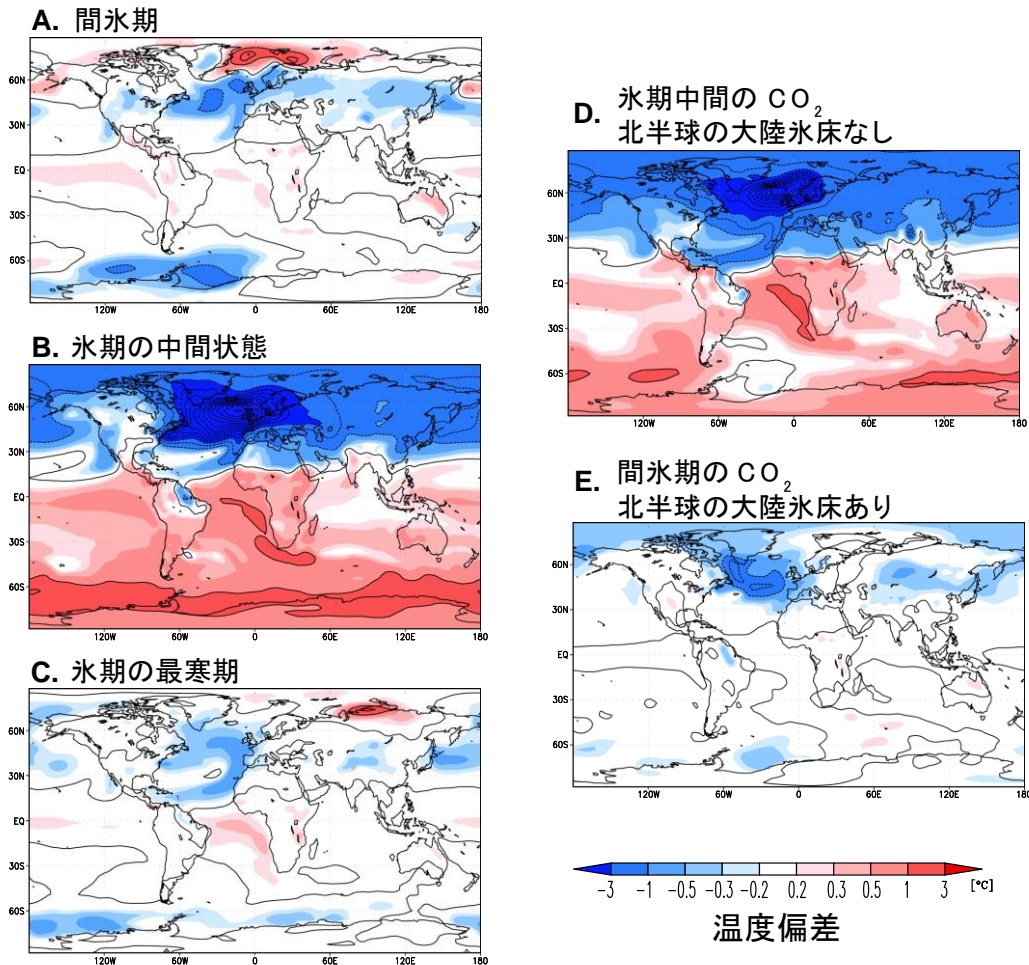 A. 間氷期
60N
30N
EQ
30S
60S
120W 60W 0 60E 120E 180
B. 氷期の中間状態
60N
30N
EQ
30S
60S
120W 60W 0 60E 120E 180
C. 氷期の最寒期
60N
30N
EQ
30S
60S
120W 60W 0 60E 120E 180
D. 氷期中間の CO2
北半球の大陸氷床なし
60N
30N
EQ
30S
60S
120W 60W 0 60E 120E 180
E. 間氷期の CO2
北半球の大陸氷床あり
60N
30N
EQ
30S
60S
120W 60W 0 60E 120E 180
-3 -1 -0.5 -0.3 -0.2 0.2 0.3 0.5 1 3 [°C]
温度偏差